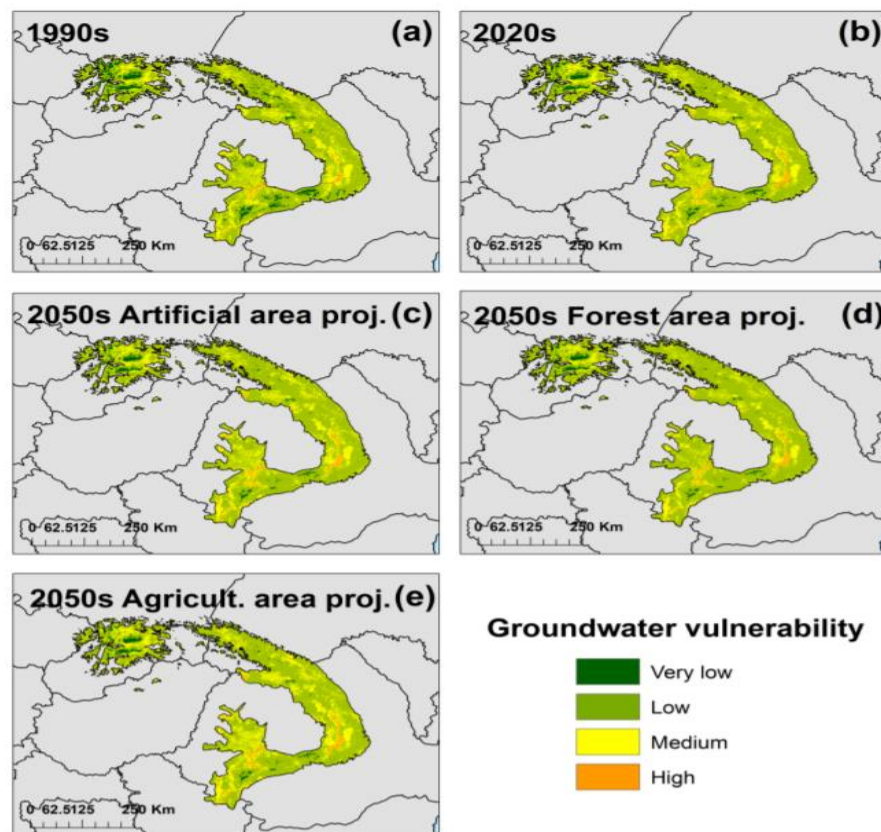 1990s (a)
0 62.5125 250 Km
2020s (b)
0 62.5125 250 Km
2050s Artificial area proj. (c)
0 62.5125 250 Km
2050s Forest area proj. (d)
0 62.5125 250 Km
2050s Agricult. area proj. (e)
0 62.5125 250 Km
Groundwater vulnerability
Very low
Low
Medium
High